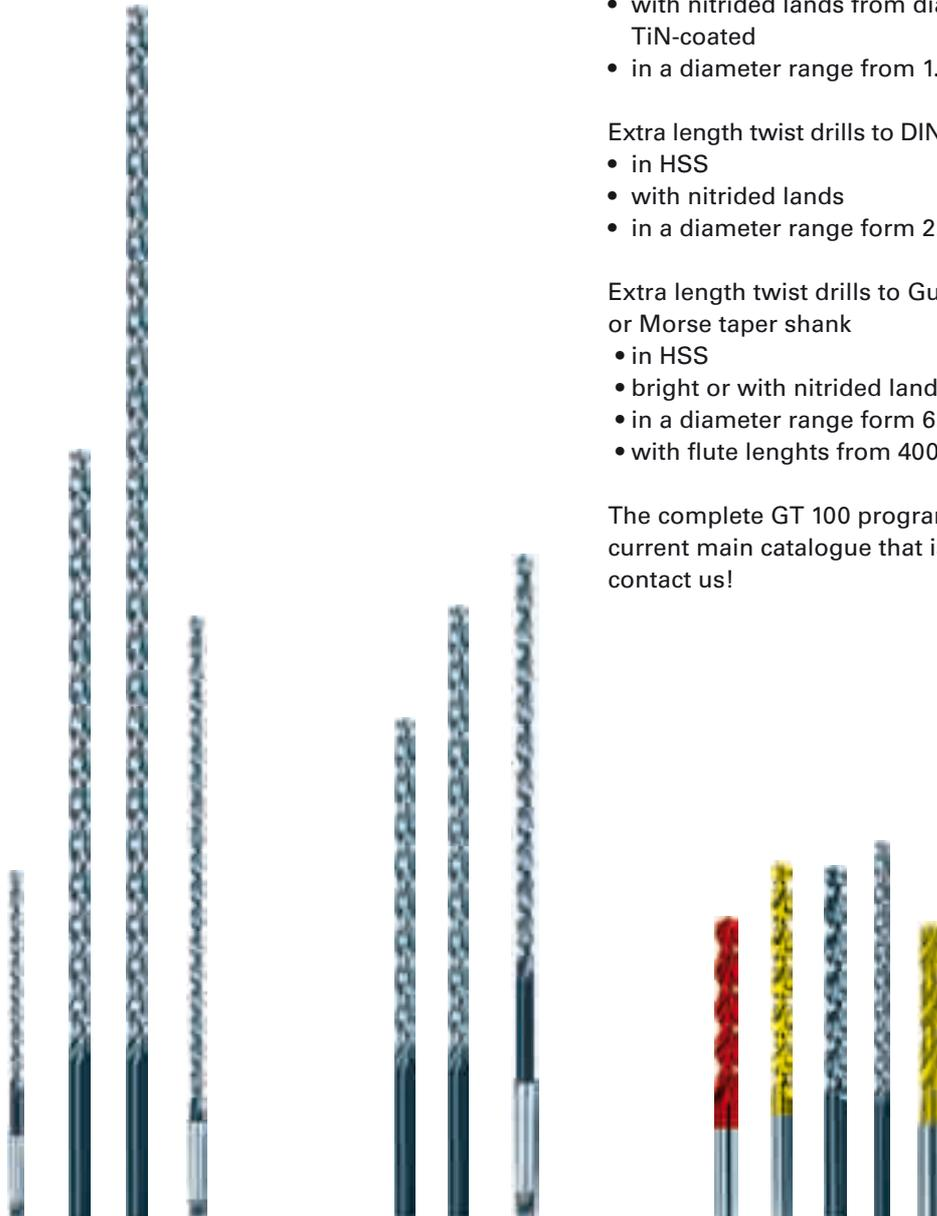 • with nitrided lands from dia
TiN-coated
• in a diameter range from 1.
Extra length twist drills to DIN
• in HSS
• with nitrided lands
• in a diameter range form 2
Extra length twist drills to Gu
or Morse taper shank
• in HSS
• bright or with nitrided land
• in a diameter range form 6
• with flute lenghts from 400
The complete GT 100 program
current main catalogue that i
contact us!